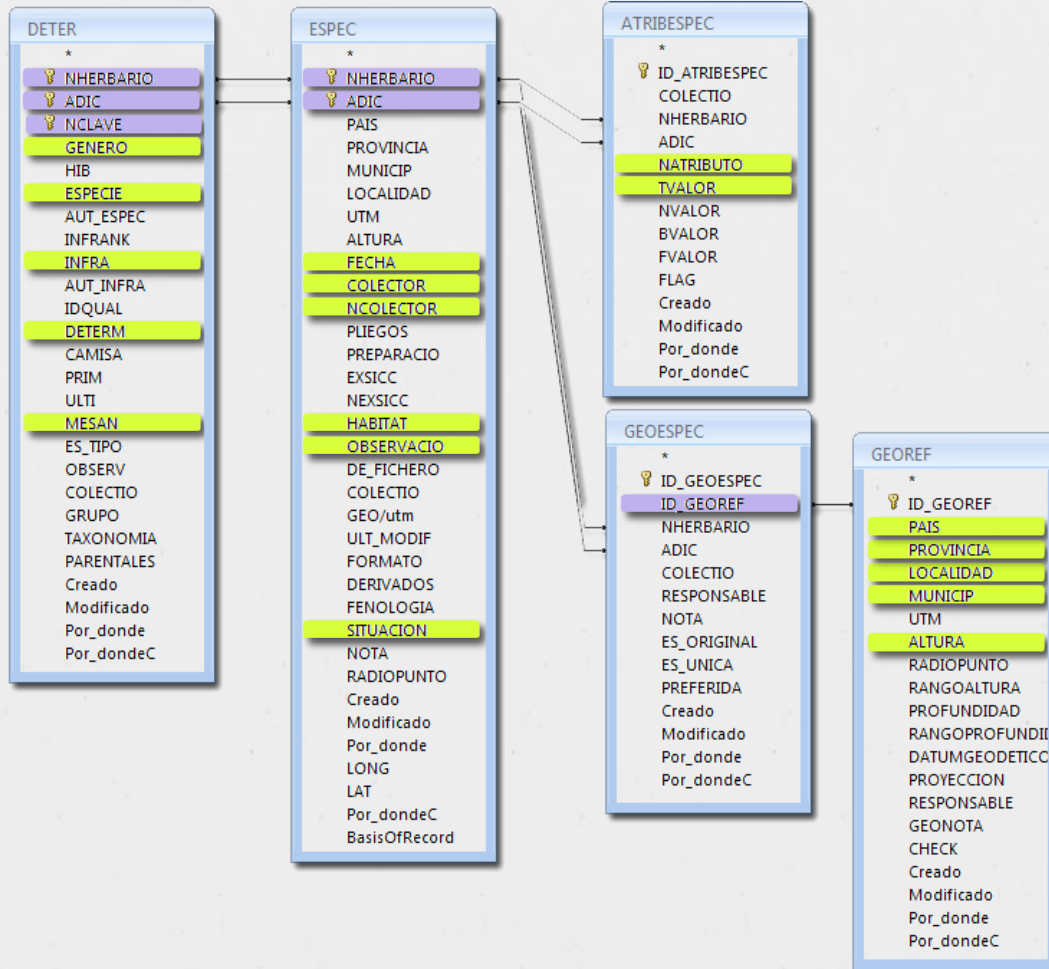 DETER
*
NHERBARIO
ADIC
NCLAVE
GENERO
HIB
ESPECIE
AUT_ESPEC
INFRANK
INFRA
AUT_INFRA
IDQUAL
DETERM
CAMISA
PRIM
ULTI
MESAN
ES_TIPO
OBSERV
COLECTIO
GRUPO
TAXONOMIA
PARENTALES
Creado
Modificado
Por_donde
Por_dondeC
ESPEC
*
NHERBARIO
ADIC
PAIS
PROVINCIA
MUNICIP
LOCALIDAD
UTM
ALTURA
FECHA
COLECTOR
NCOLECTOR
PLIEGOS
PREPARACIO
EXSICC
NEXSICC
HABITAT
OBSERVACIO
DE_FICHERO
COLECTIO
GEO/utm
ULT_MODIF
FORMATO
DERIVADOS
FENOLOGIA
SITUACION
NOTA
RADIOPUNTO
Creado
Modificado
Por_donde
LONG
LAT
Por_dondeC
BasisOfRecord
ATRIBESPEC
*
ID_ATRIBESPEC
COLECTIO
NHERBARIO
ADIC
NATRIBUTO
TVALOR
NVALOR
BVALOR
FVALOR
FLAG
Creado
Modificado
Por_donde
Por_dondeC
GEOESPEC
*
ID_GEOESPEC
ID_GEOREF
NHERBARIO
ADIC
COLECTIO
RESPONSABLE
NOTA
ES_ORIGINAL
ES_UNICA
PREFERIDA
Creado
Modificado
Por_donde
Por_dondeC
GEOREF
*
ID_GEOREF
PAIS
PROVINCIA
LOCALIDAD
MUNICIP
UTM
ALTURA
RADIOPUNTO
RANGOALTURA
PROFUNDIDAD
RANGOPROFUNDID
DATUMGEODETICO
PROYECCION
RESPONSABLE
GEONOTA
CHECK
Creado
Modificado
Por_donde
Por_dondeC